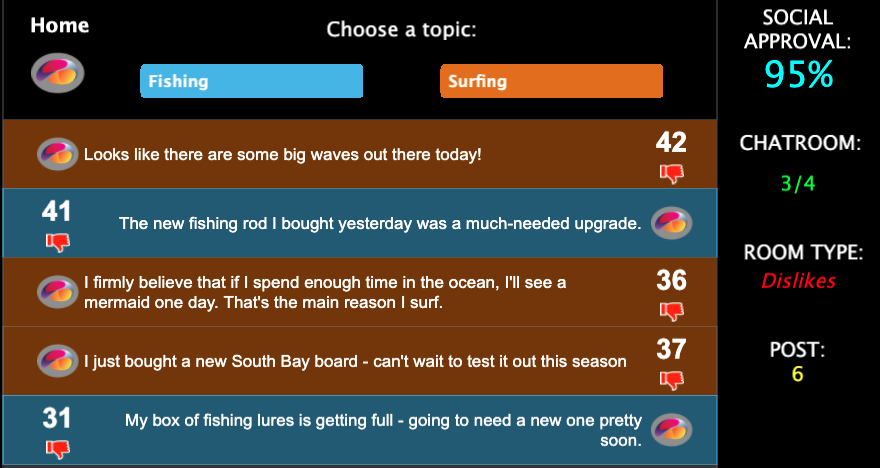 Home
Choose a topic:
Fishing
Surfing
Looks like there are some big waves out there today!
42
41
The new fishing rod I bought yesterday was a much-needed upgrade.
I firmly believe that if I spend enough time in the ocean, I'll see a
mermaid one day. That's the main reason I surf.
36
I just bought a new South Bay board - can't wait to test it out this season
37
31
My box of fishing lures is getting full - going to need a new one pretty
soon.
SOCIAL
APPROVAL:
95%
CHATROOM:
3/4
ROOM TYPE:
Dislikes
POST:
6